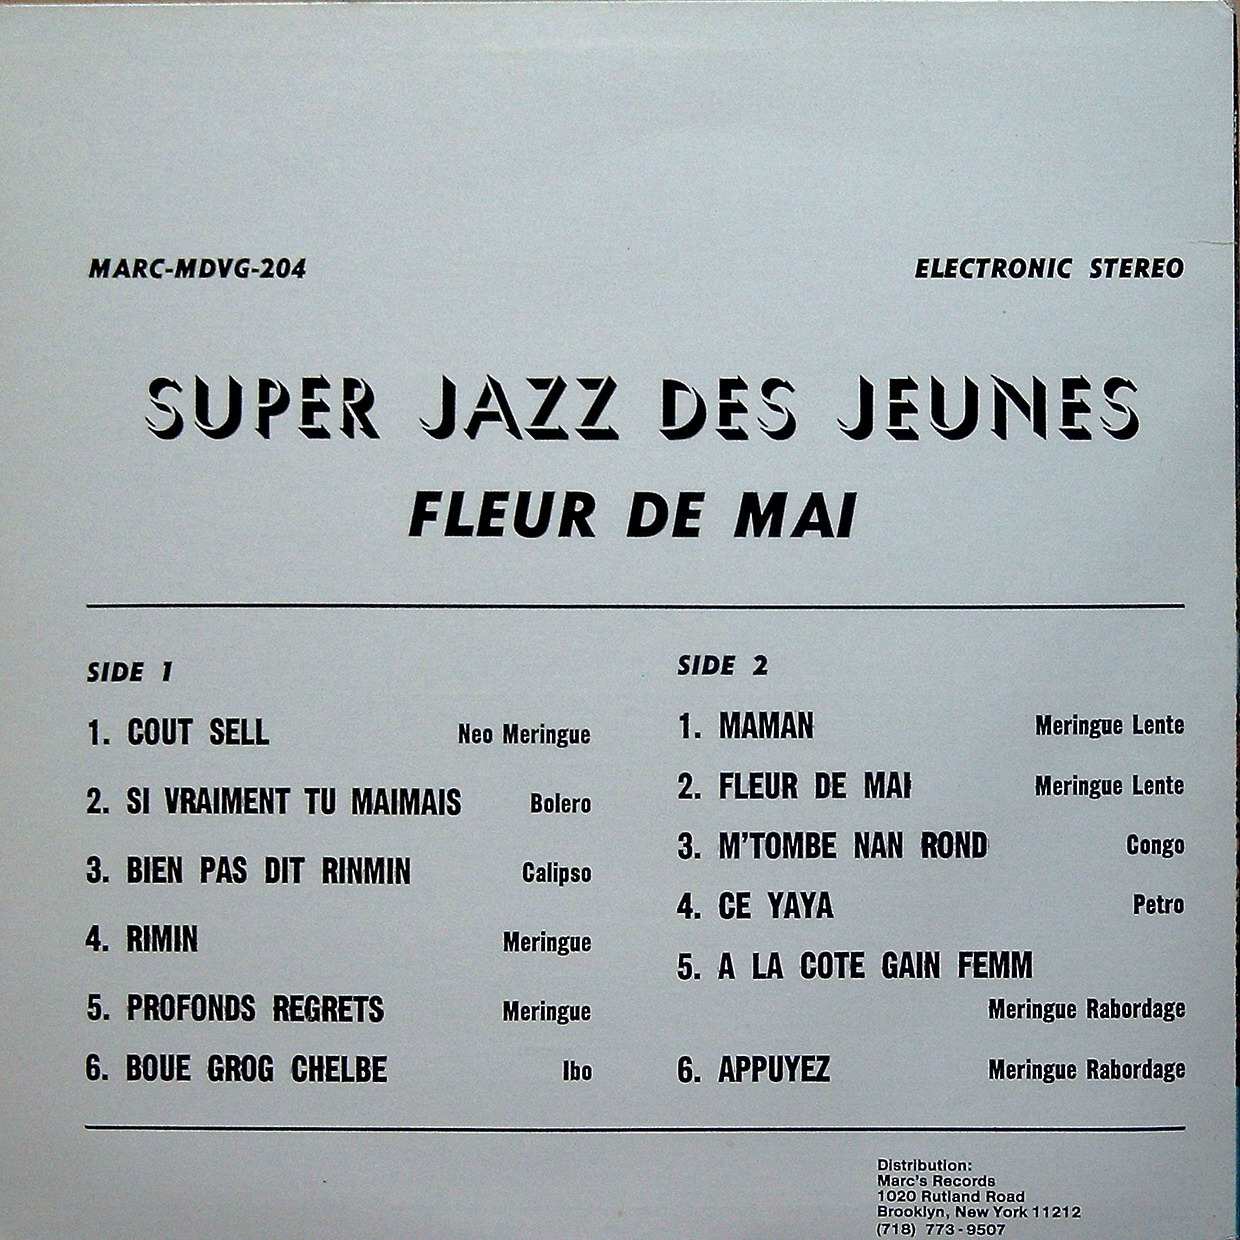 MARC-MDVG-204 ELECTRONIC STEREO
SUPER JAZZ DES JEUNES
FLEUR DE MAI
SIDE 1
1. COUT SELL Neo Meringue
2. SI VRAIMENT TU MAIMAIS Bolero
3. BIEN PAS DIT RINMIN Calipso
4. RIMIN Meringue
5. PROFONDS REGRETS Meringue
6. BOUE GROG CHELBE Ibo
SIDE 2
1. MAMAN Meringue Lente
2. FLEUR DE MAI Meringue Lente
3. M'TOMBE NAN ROND Congo
4. CE YAYA Petro
5. A LA COTE GAIN FEMM
Meringue Rabordage
6. APPUYEZ Meringue Rabordage
Distribution:
Marc's Records
1020 Rutland Road
Brooklyn, New York 11212
(718) 773-9507